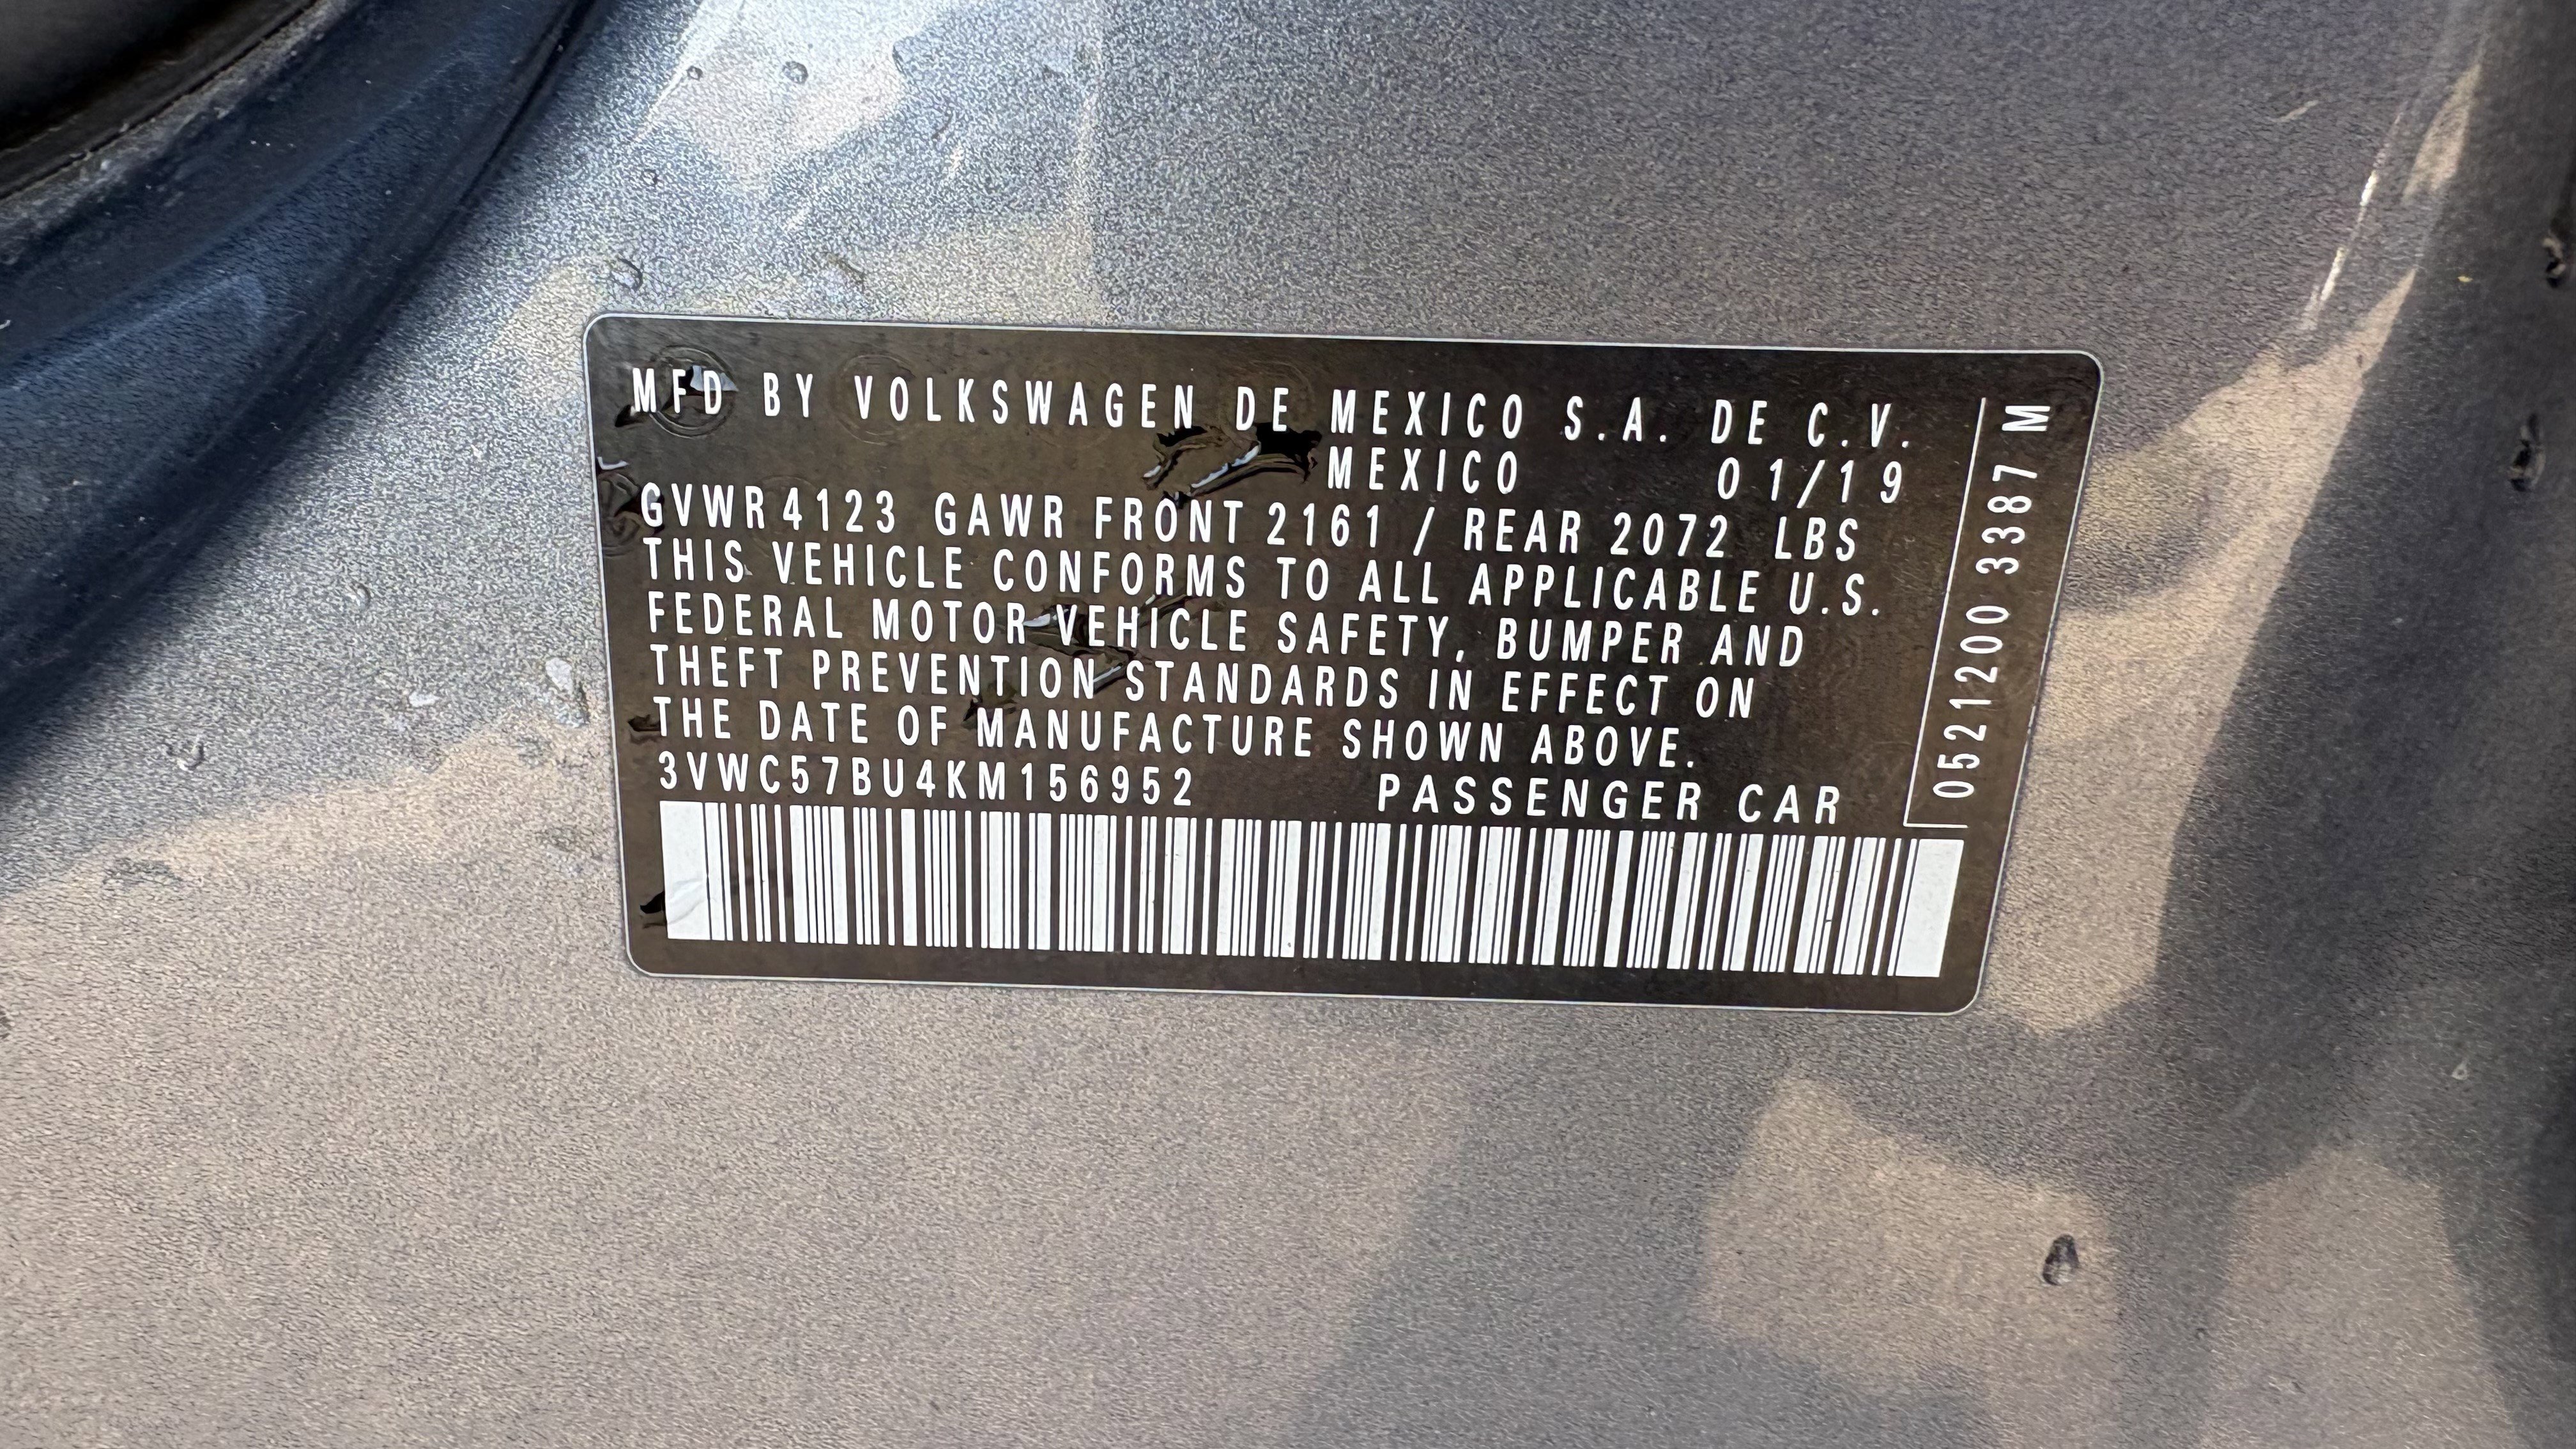 MFD BY VOLKSWAGEN DE MEXICO S.A. DE C.V.
MEXICO 01/19
GVWR 4123 GAWR FRONT 2161 / REAR 2072 LBS
THIS VEHICLE CONFORMS TO ALL APPLICABLE U.S.
FEDERAL MOTOR VEHICLE SAFETY, BUMPER AND
THEFT PREVENTION STANDARDS IN EFFECT ON
THE DATE OF MANUFACTURE SHOWN ABOVE.
3VWC57BU4KM156952 PASSENGER CAR
0521200 3387 M